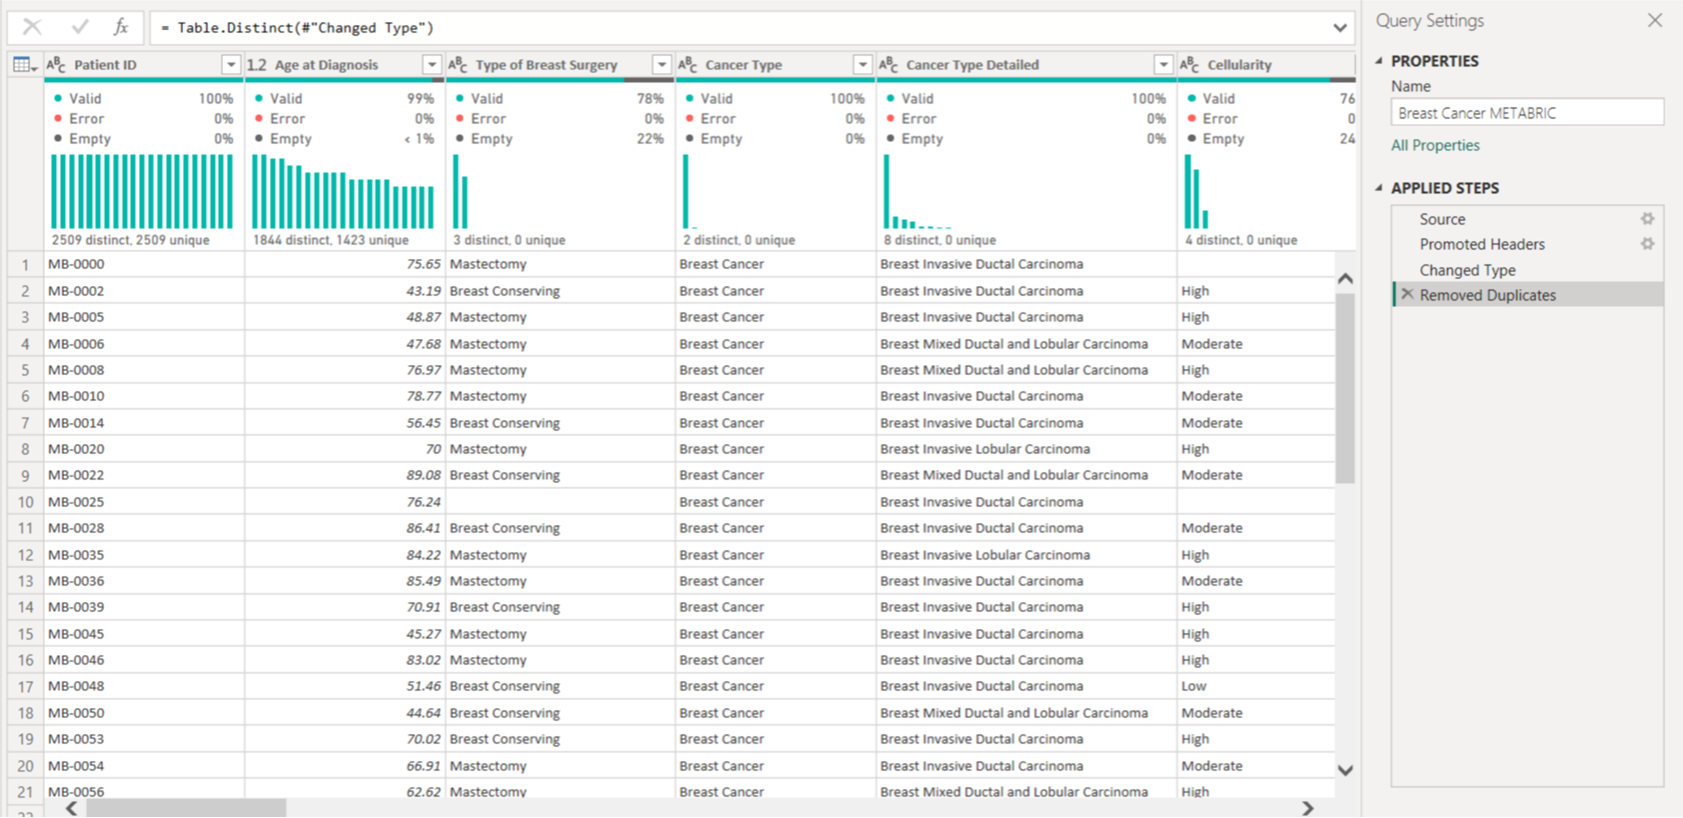 fx = Table.Distinct(#"Changed Type")
ABC Patient ID 1.2 Age at Diagnosis ABC Type of Breast Surgery ABC Cancer Type ABC Cancer Type Detailed ABC Cellularity
Valid 100% Valid 99% Valid 78% Valid 100% Valid 100% Valid 76
Error 0% Error 0% Error 0% Error 0% Error 0% Error 0
Empty 0% Empty < 1% Empty 22% Empty 0% Empty 0% Empty 24
2509 distinct, 2509 unique 1844 distinct, 1423 unique 3 distinct, 0 unique 2 distinct, 0 unique 8 distinct, 0 unique 4 distinct, 0 unique
1 MB-0000 75.65 Mastectomy Breast Cancer Breast Invasive Ductal Carcinoma
2 MB-0002 43.19 Breast Conserving Breast Cancer Breast Invasive Ductal Carcinoma High
3 MB-0005 48.87 Mastectomy Breast Cancer Breast Invasive Ductal Carcinoma High
4 MB-0006 47.68 Mastectomy Breast Cancer Breast Mixed Ductal and Lobular Carcinoma Moderate
5 MB-0008 76.97 Mastectomy Breast Cancer Breast Mixed Ductal and Lobular Carcinoma High
6 MB-0010 78.77 Mastectomy Breast Cancer Breast Invasive Ductal Carcinoma Moderate
7 MB-0014 56.45 Breast Conserving Breast Cancer Breast Invasive Ductal Carcinoma Moderate
8 MB-0020 70 Mastectomy Breast Cancer Breast Invasive Lobular Carcinoma High
9 MB-0022 89.08 Breast Conserving Breast Cancer Breast Mixed Ductal and Lobular Carcinoma Moderate
10 MB-0025 76.24 Breast Cancer Breast Invasive Ductal Carcinoma
11 MB-0028 86.41 Breast Conserving Breast Cancer Breast Invasive Ductal Carcinoma Moderate
12 MB-0035 84.22 Mastectomy Breast Cancer Breast Invasive Lobular Carcinoma High
13 MB-0036 85.49 Mastectomy Breast Cancer Breast Invasive Ductal Carcinoma Moderate
14 MB-0039 70.91 Breast Conserving Breast Cancer Breast Invasive Ductal Carcinoma High
15 MB-0045 45.27 Mastectomy Breast Cancer Breast Invasive Ductal Carcinoma High
16 MB-0046 83.02 Mastectomy Breast Cancer Breast Invasive Ductal Carcinoma High
17 MB-0048 51.46 Breast Conserving Breast Cancer Breast Invasive Ductal Carcinoma Low
18 MB-0050 44.64 Breast Conserving Breast Cancer Breast Mixed Ductal and Lobular Carcinoma Moderate
19 MB-0053 70.02 Breast Conserving Breast Cancer Breast Invasive Ductal Carcinoma High
20 MB-0054 66.91 Mastectomy Breast Cancer Breast Invasive Ductal Carcinoma Moderate
21 MB-0056 62.62 Mastectomy Breast Cancer Breast Mixed Ductal and Lobular Carcinoma High
22
Query Settings
PROPERTIES
Name
Breast Cancer METABRIC
All Properties
APPLIED STEPS
Source
Promoted Headers
Changed Type
Removed Duplicates